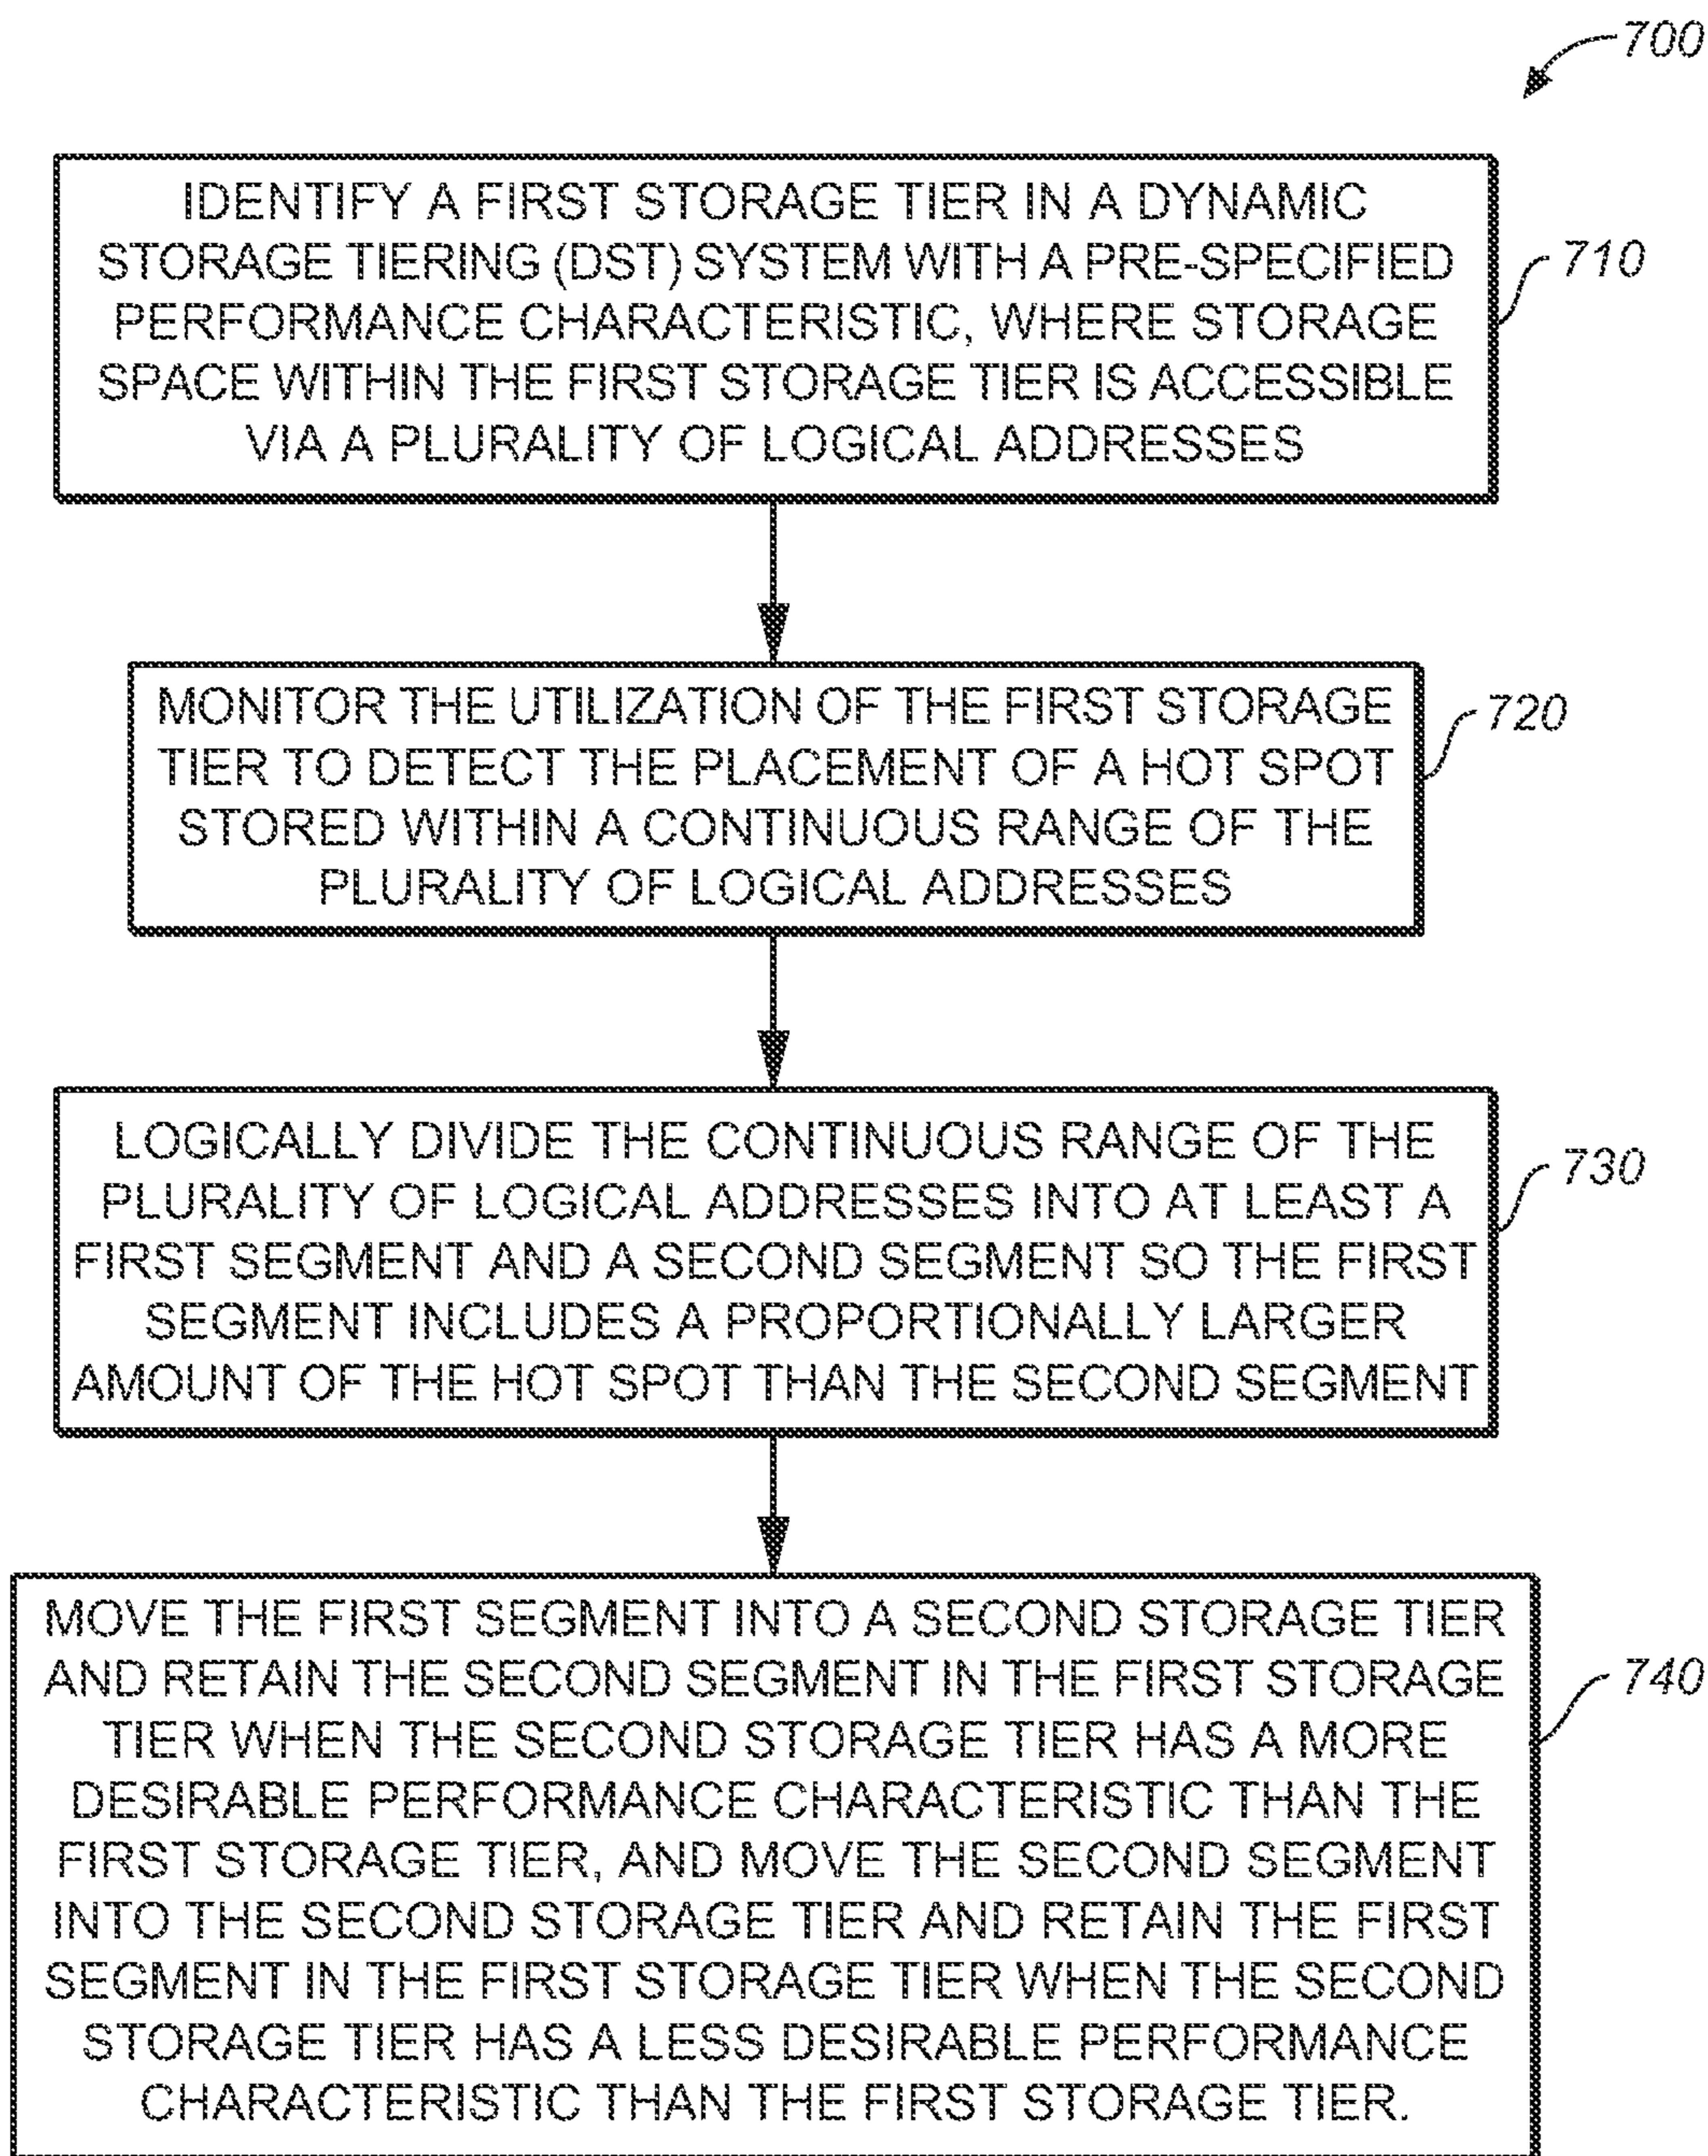 700
IDENTIFY A FIRST STORAGE TIER IN A DYNAMIC
STORAGE TIERING (DST) SYSTEM WITH A PRE-SPECIFIED
PERFORMANCE CHARACTERISTIC, WHERE STORAGE
SPACE WITHIN THE FIRST STORAGE TIER IS ACCESSIBLE
VIA A PLURALITY OF LOGICAL ADDRESSES
710
MONITOR THE UTILIZATION OF THE FIRST STORAGE
TIER TO DETECT THE PLACEMENT OF A HOT SPOT
STORED WITHIN A CONTINUOUS RANGE OF THE
PLURALITY OF LOGICAL ADDRESSES
720
LOGICALLY DIVIDE THE CONTINUOUS RANGE OF THE
PLURALITY OF LOGICAL ADDRESSES INTO AT LEAST A
FIRST SEGMENT AND A SECOND SEGMENT SO THE FIRST
SEGMENT INCLUDES A PROPORTIONALLY LARGER
AMOUNT OF THE HOT SPOT THAN THE SECOND SEGMENT
730
MOVE THE FIRST SEGMENT INTO A SECOND STORAGE TIER
AND RETAIN THE SECOND SEGMENT IN THE FIRST STORAGE
TIER WHEN THE SECOND STORAGE TIER HAS A MORE
DESIRABLE PERFORMANCE CHARACTERISTIC THAN THE
FIRST STORAGE TIER, AND MOVE THE SECOND SEGMENT
INTO THE SECOND STORAGE TIER AND RETAIN THE FIRST
SEGMENT IN THE FIRST STORAGE TIER WHEN THE SECOND
STORAGE TIER HAS A LESS DESIRABLE PERFORMANCE
CHARACTERISTIC THAN THE FIRST STORAGE TIER.
740